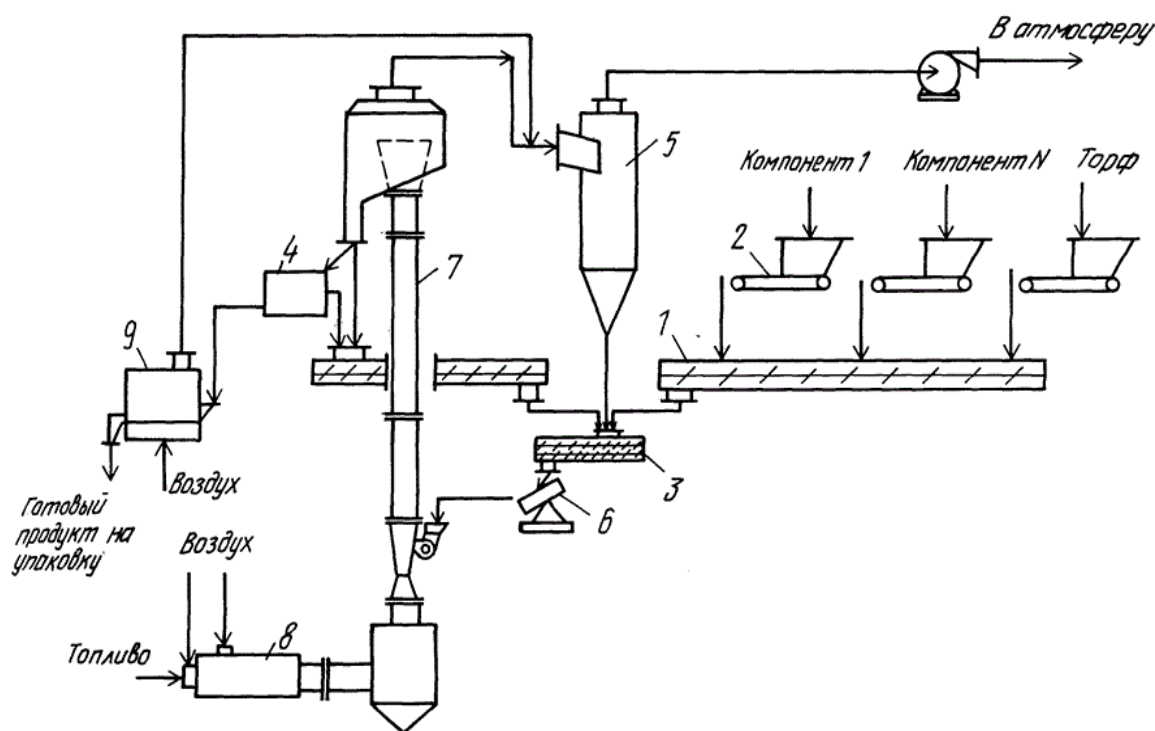 В атмосферу
Компонент 1
Компонент N
Торф
5
2
4
7
1
9
3
6
Воздух
Готовый
продукт на
упаковку
Воздух
8
Топливо